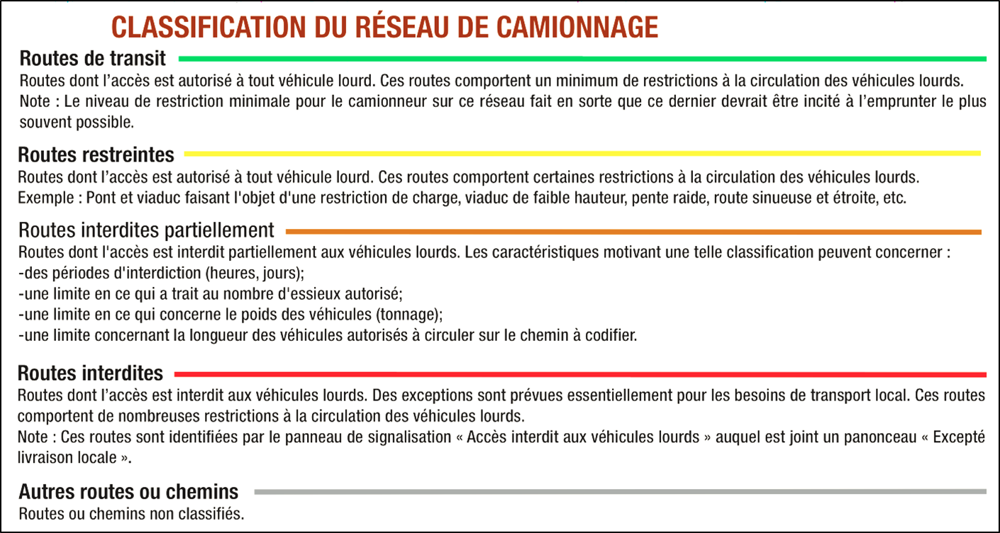 CLASSIFICATION DU RÉSEAU DE CAMIONNAGE
Routes de transit
Routes dont l’accès est autorisé à tout véhicule lourd. Ces routes comportent un minimum de restrictions à la circulation des véhicules lourds.
Note : Le niveau de restriction minimale pour le camionneur sur ce réseau fait en sorte que ce dernier devrait être incité à l’emprunter le plus
souvent possible.
Routes restreintes
Routes dont l’accès est autorisé à tout véhicule lourd. Ces routes comportent certaines restrictions à la circulation des véhicules lourds.
Exemple : Pont et viaduc faisant l'objet d'une restriction de charge, viaduc de faible hauteur, pente raide, route sinueuse et étroite, etc.
Routes interdites partiellement
Routes dont l'accès est interdit partiellement aux véhicules lourds. Les caractéristiques motivant une telle classification peuvent concerner :
-des périodes d'interdiction (heures, jours);
-une limite en ce qui a trait au nombre d'essieux autorisé;
-une limite en ce qui concerne le poids des véhicules (tonnage);
-une limite concernant la longueur des véhicules autorisés à circuler sur le chemin à codifier.
Routes interdites
Routes dont l’accès est interdit aux véhicules lourds. Des exceptions sont prévues essentiellement pour les besoins de transport local. Ces routes
comportent de nombreuses restrictions à la circulation des véhicules lourds.
Note : Ces routes sont identifiées par le panneau de signalisation « Accès interdit aux véhicules lourds » auquel est joint un panonceau « Excepté
livraison locale ».
Autres routes ou chemins
Routes ou chemins non classifiés.